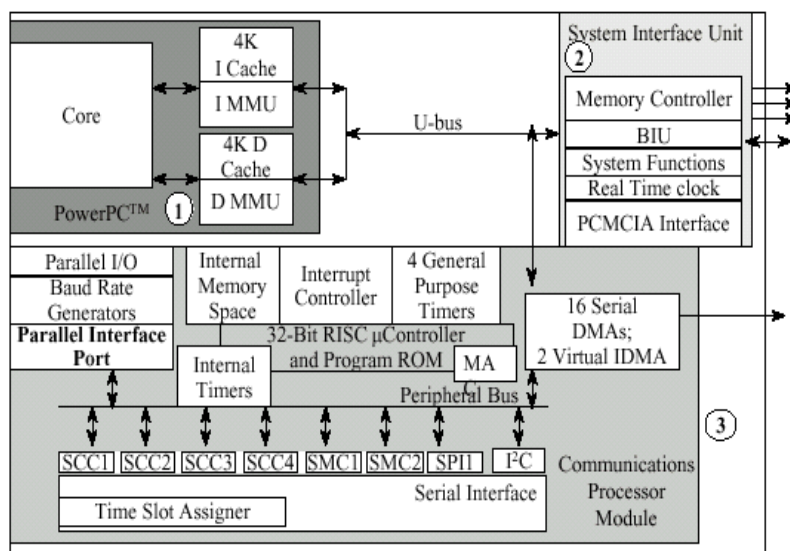 4K
I Cache
I MMU
Core
4K D
Cache
D MMU
PowerPC™
1
U-bus
System Interface Unit
2
Memory Controller
BIU
System Functions
Real Time clock
PCMCIA Interface
Parallel I/O
Baud Rate
Generators
Parallel Interface
Port
Internal
Memory
Space
Interrupt
Controller
4 General
Purpose
Timers
32-Bit RISC µController
and Program ROM
Internal
Timers
MA
C
16 Serial
DMAs;
2 Virtual IDMA
Peripheral Bus
3
SCC1
SCC2
SCC3
SCC4
SMC1
SMC2
SPI1
I²C
Serial Interface
Time Slot Assigner
Communications
Processor
Module